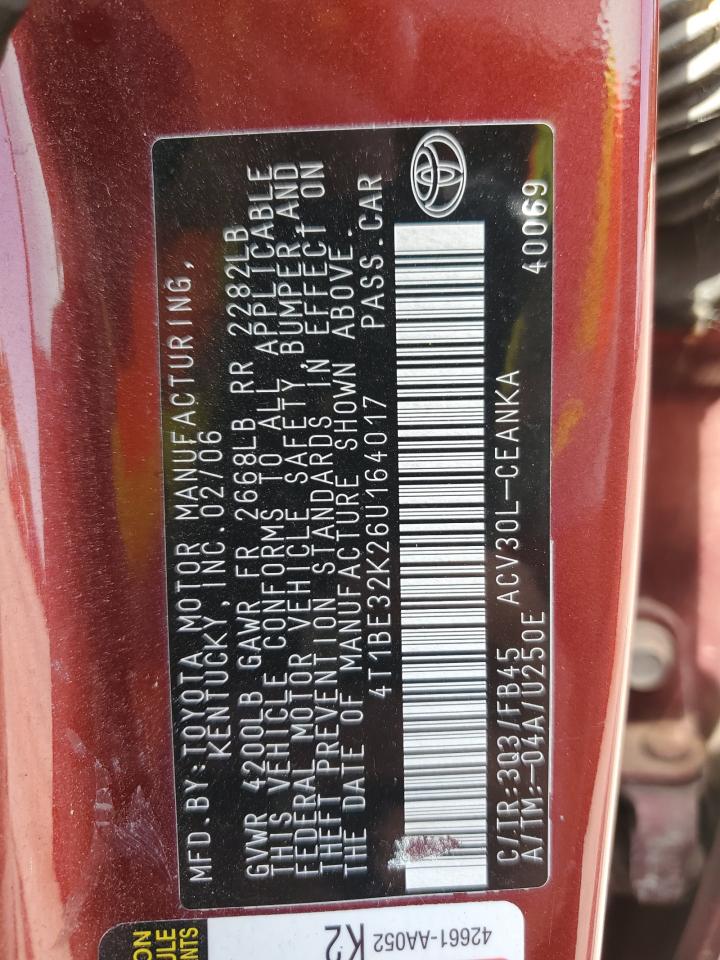 MFD.BY:TOYOTA MOTOR MANUFACTURING,
KENTUCKY, INC.02/06
GVWR 4200LB GAWR FR 2668LB RR 2282LB
THIS VEHICLE CONFORMS TO ALL APPLICABLE
FEDERAL MOTOR VEHICLE SAFETY, BUMPER, AND
THEFT PREVENTION STANDARDS IN EFFECT ON
THE DATE OF MANUFACTURE SHOWN ABOVE.
4T1BE32K26U164017 PASS.CAR
C/TR:3Q3/FB45 ACV30L-CEANKA 40069
A/TM:-04A/U250E
42661-AA052
K2